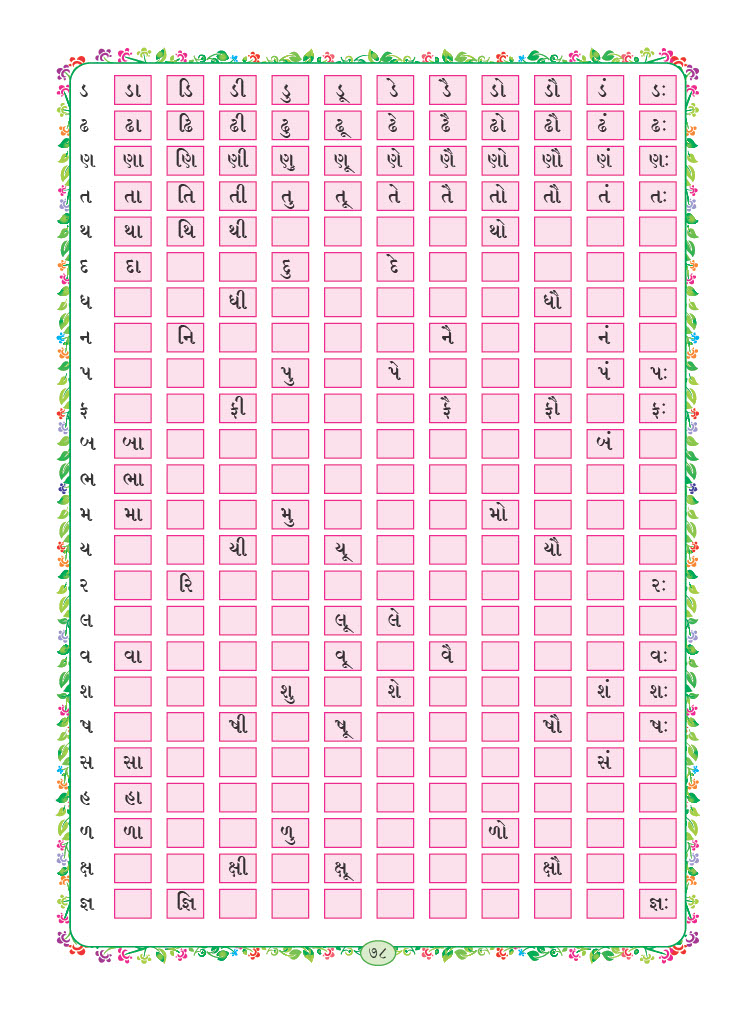 ડ ડા ડિ ડી ડુ ડૂ ડે ડૈ ડો ડૌ ડં ડઃ
ઢ ઢા ઢિ ઢી ઢુ ઢૂ ઢે ઢૈ ઢો ઢૌ ઢં ઢઃ
ણ ણા ણિ ણી ણુ ણૂ ણે ણૈ ણો ણૌ ણં ણઃ
ત તા તિ તી તુ તૂ તે તૈ તો તૌ તં તઃ
થ થા થિ થી થો
દ દા દુ દે
ધ ધી ધૌ
ન નિ નૈ નં
પ પુ પે પં પઃ
ફ ફી ફૈ ફૌ ફઃ
બ બા બં
ભ ભા
મ મા મુ મો
ય યી યૂ યૌ
ર રિ રઃ
લ લૂ લે
વ વા વૂ વૈ વઃ
શ શુ શે શં શઃ
ષ ષી ષૂ ષૌ ષઃ
સ સા સં
હ હા
ળ ળા ળુ ળો
ક્ષ ક્ષી ક્ષૂ ક્ષૌ
જ્ઞ જ્ઞિ જ્ઞઃ
૭૮